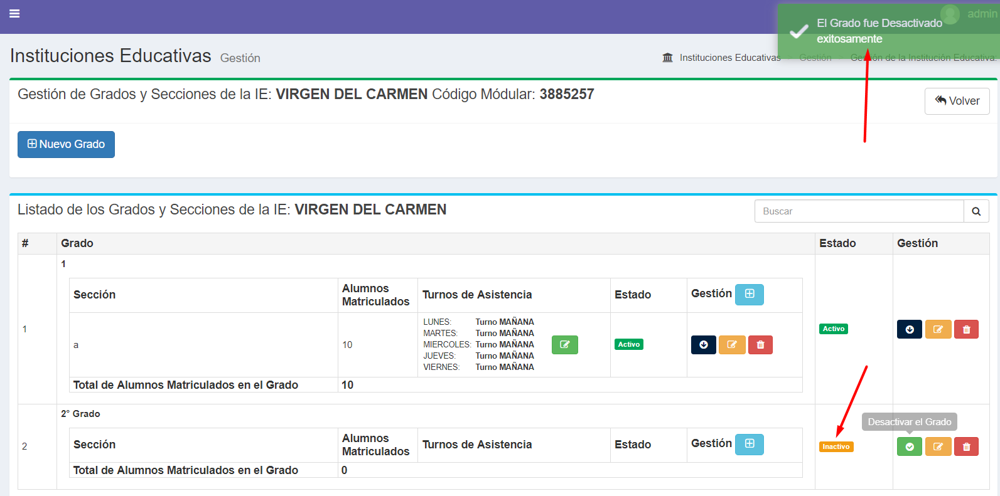 admin
El Grado fue Desactivado
exitosamente
Instituciones Educativas Gestión
Instituciones Educativas > Gestión > Gestión de la Institución Educativa:
Gestión de Grados y Secciones de la IE: VIRGEN DEL CARMEN Código Módular: 3885257
Volver
Nuevo Grado
Listado de los Grados y Secciones de la IE: VIRGEN DEL CARMEN
Buscar
# Grado Estado Gestión
1
Sección Alumnos Matriculados Turnos de Asistencia Estado Gestión
1 a 10
LUNES: Turno MAÑANA
MARTES: Turno MAÑANA
MIERCOLES: Turno MAÑANA
JUEVES: Turno MAÑANA
VIERNES: Turno MAÑANA
Activo
Activo
Total de Alumnos Matriculados en el Grado 10
2° Grado
Desactivar el Grado
Sección Alumnos Matriculados Turnos de Asistencia Estado Gestión
2 Inactivo
Total de Alumnos Matriculados en el Grado 0